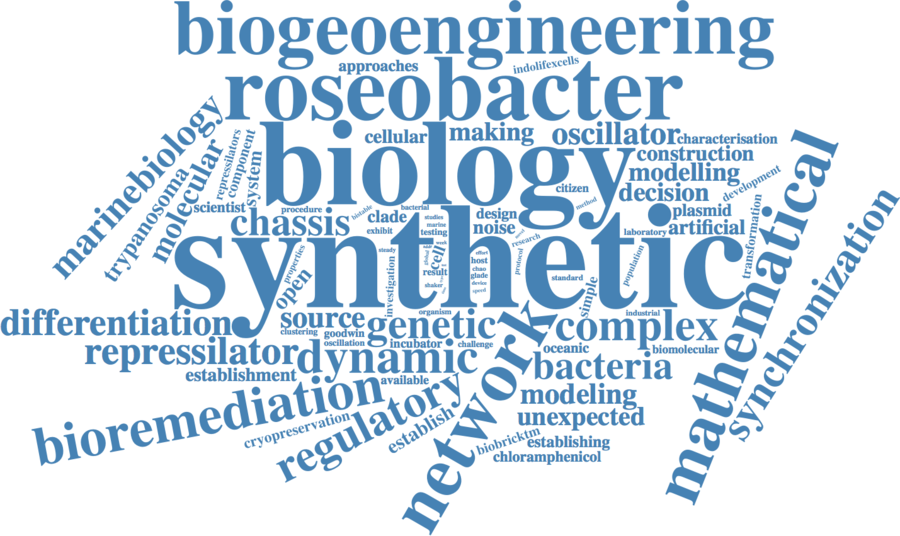 biogeoengineering
approaches
indolifexcells
roseobacter
marinebiology
trypanosoma
molecular
repressilators
component
system
cellular
making
oscillator
characterisation
biology
construction
modelling
citizen
decision
development
method
scientist
procedure
biotable
bacterial
chassis
exhibit
clade
studies
marine
testing
design
noise
plasmid
laboratory
artificial
transformation
mathematical
synchronization
synthetic
properties
open
steady
investigation
global
cell
result
shaker
week
effort
host
chao
glade
device
speed
research
protocol
standard
population
simple
differentiation
source
clustering
goodwin
oscillation
genetic
organism
incubator
challenge
network
industrial
complex
oceanic
biomolecular
repressilator
establishment
dynamic
available
bacteria
bioremediation
cryopreservation
regulatory
establish
modeling
unexpected
biobricktm
establishing
chloramphenicol